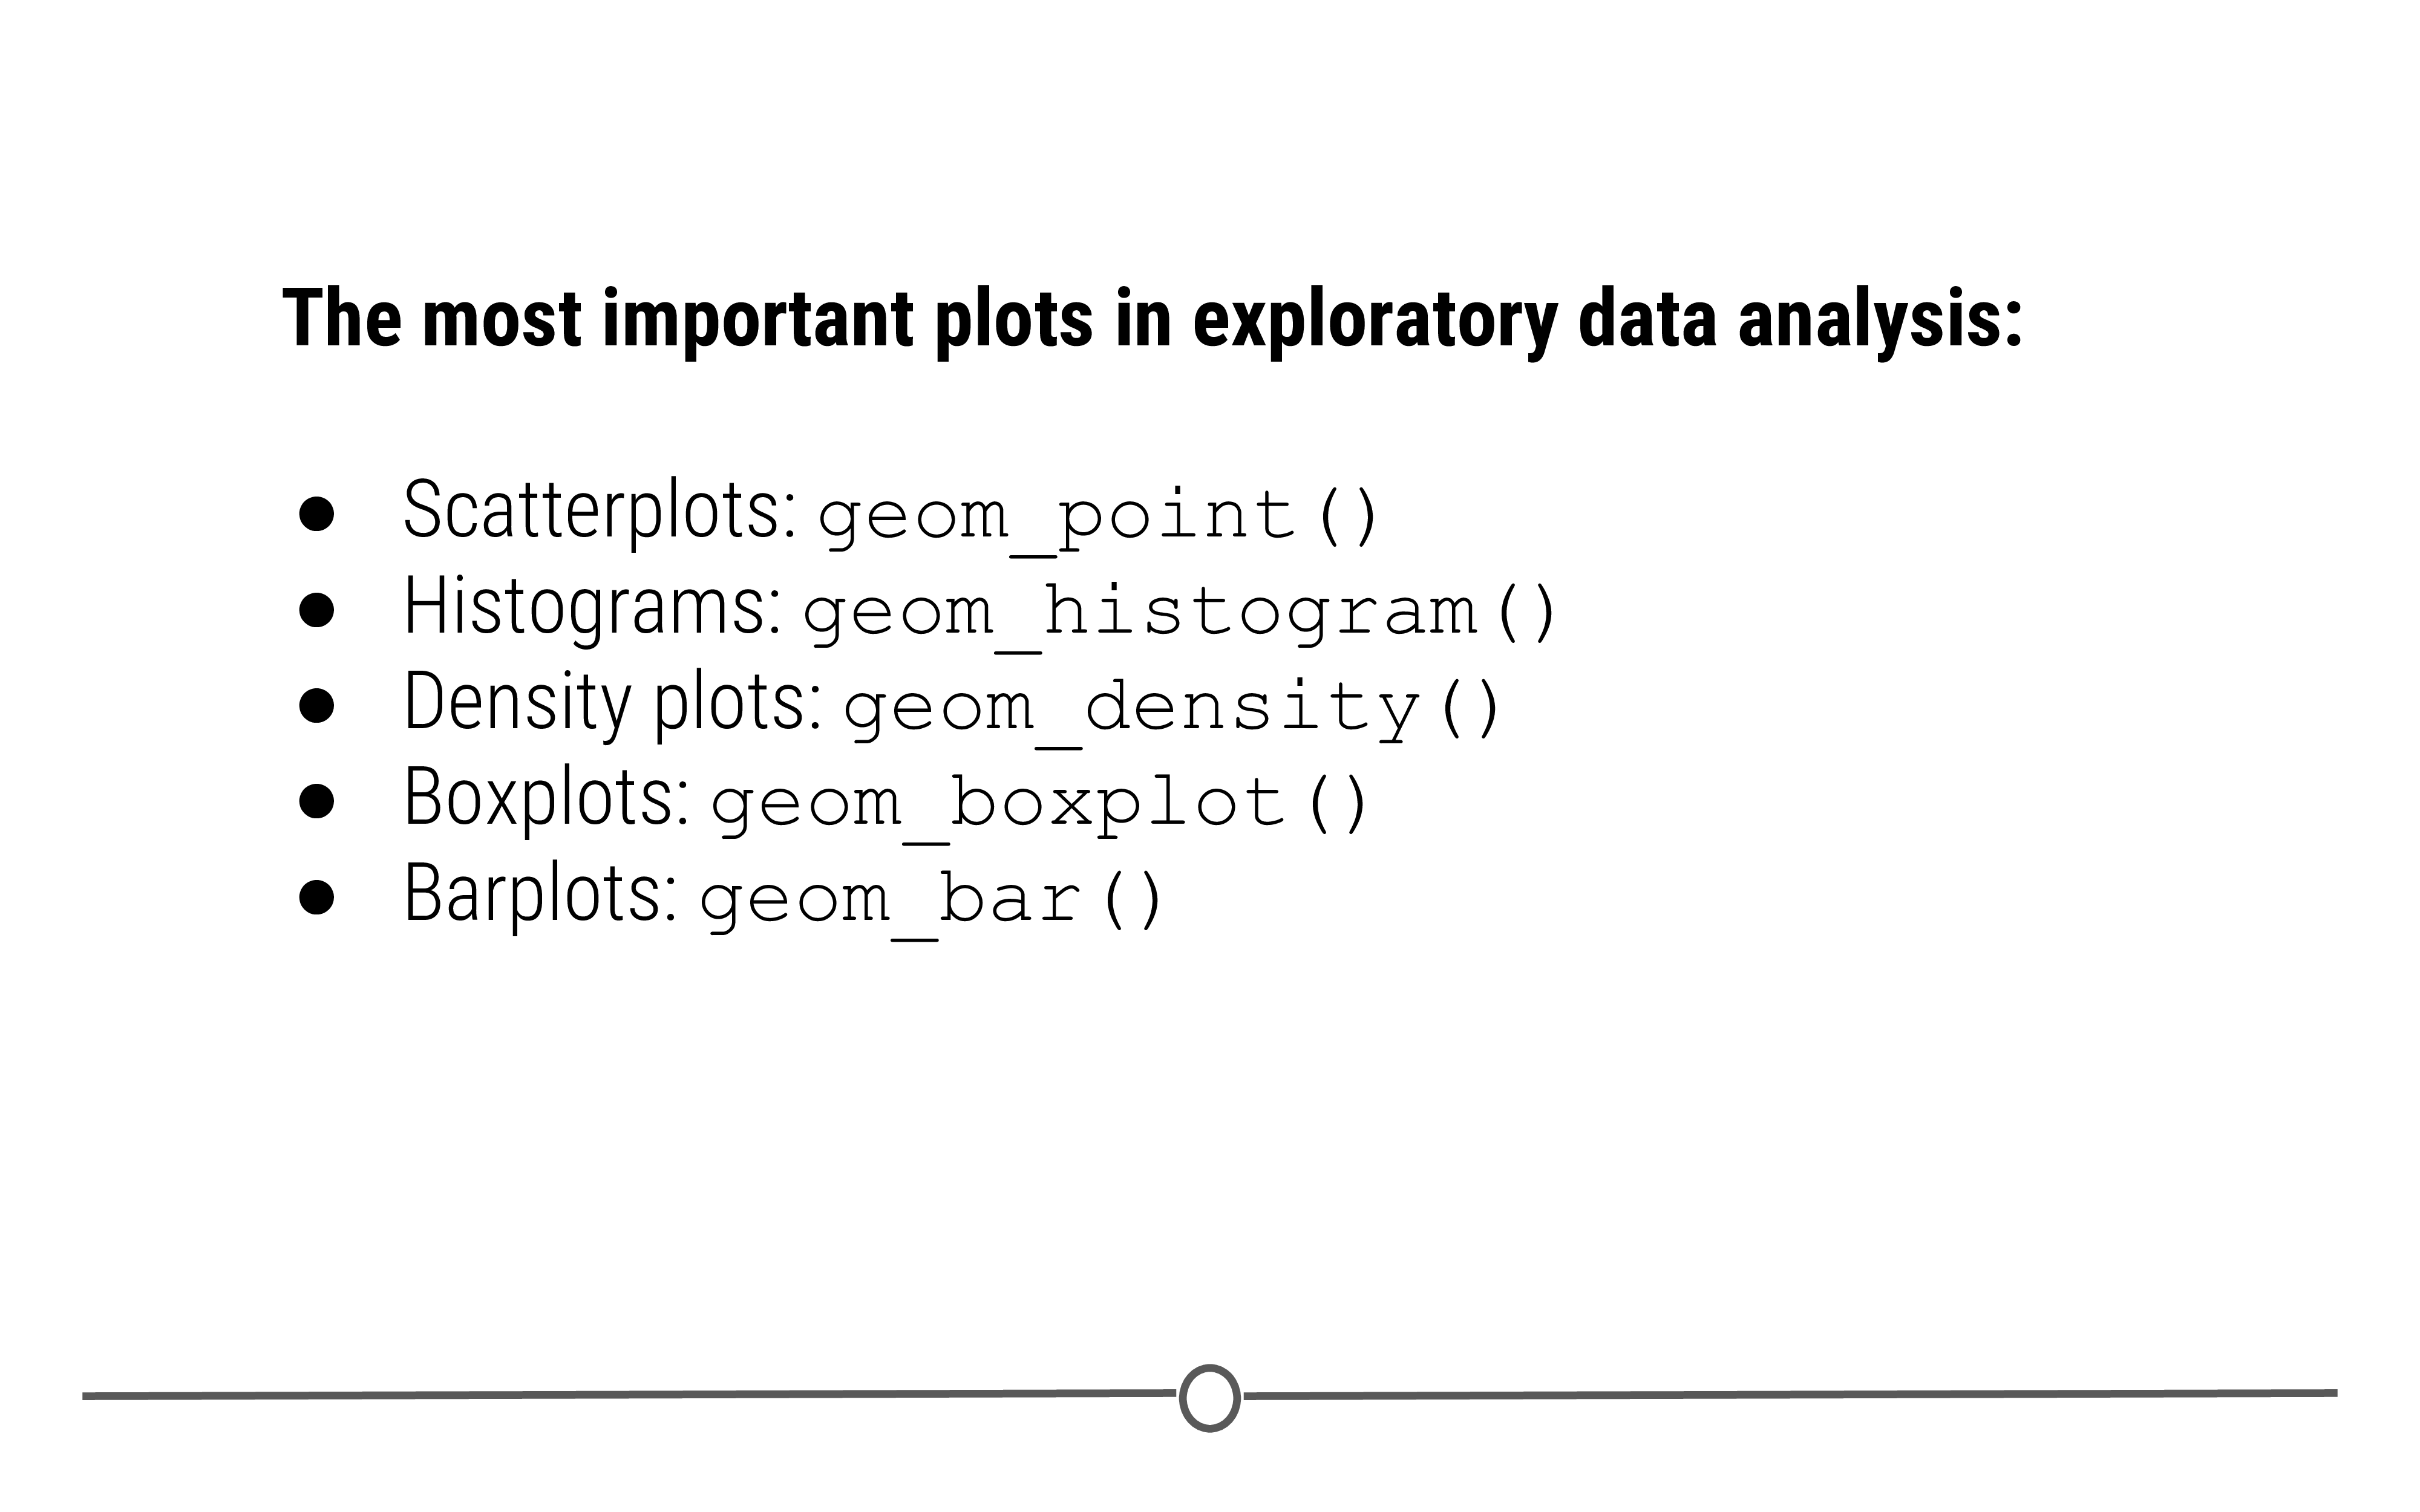 The most important plots in exploratory data analysis:
● Scatterplots: geom_point()
● Histograms: geom_histogram()
● Density plots: geom_density()
● Boxplots: geom_boxplot()
● Barplots: geom_bar()